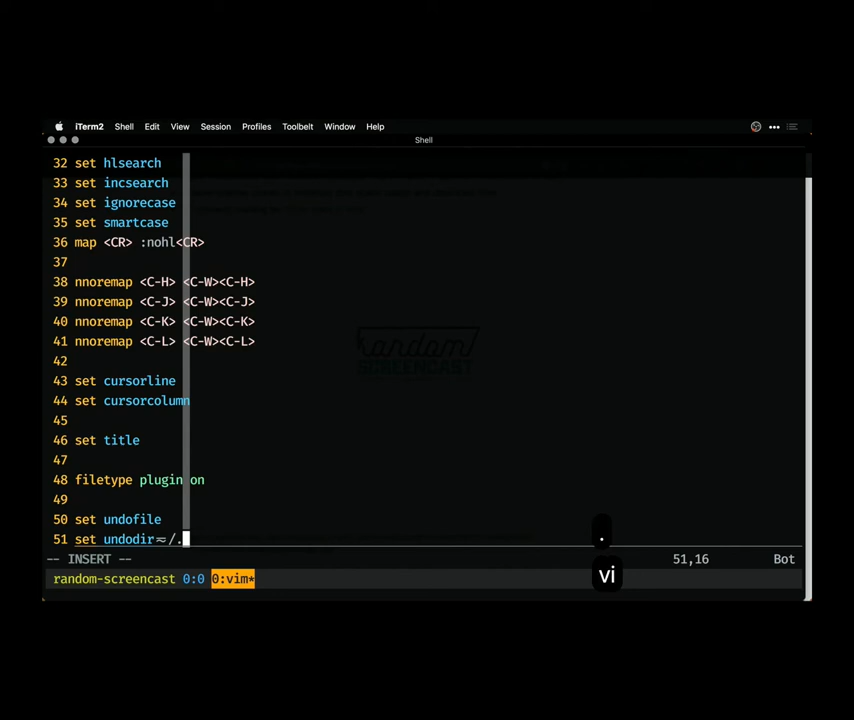 iTerm2 Shell Edit View Session Profiles Toolbelt Window Help
Shell
32 set hlsearch
33 set incsearch
34 set ignorecase
35 set smartcase
36 map <CR> :nohl<CR>
37
38 nnoremap <C-H> <C-W><C-H>
39 nnoremap <C-J> <C-W><C-J>
40 nnoremap <C-K> <C-W><C-K>
41 nnoremap <C-L> <C-W><C-L>
42
43 set cursorline
44 set cursorcolumn
45
46 set title
47
48 filetype plugin on
49
50 set undofile
51 set undodir=~/.
-- INSERT -- 51,16 Bot
random-screencast 0:0 0:vim*
.
vi
random
SCREENCAST